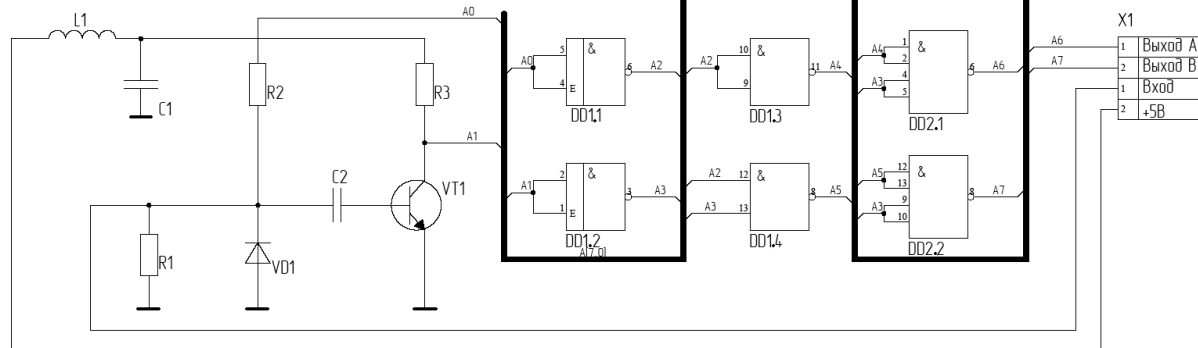 L1
C1
R2
R3
A0
A1
C2
VT1
R1
VD1
A0
5
4
&
E
6
A2
DD1.1
A1
2
1
&
E
3
A3
DD1.2
A[7..0]
A2
10
9
&
11
A4
DD1.3
A2
12
A3
13
&
8
A5
DD1.4
A4
1
2
A3
4
5
&
6
A6
DD2.1
A5
12
13
A3
9
10
&
8
A7
DD2.2
A6
A7
X1
1 Выход А
2 Выход В
1 Вход
2 +5В